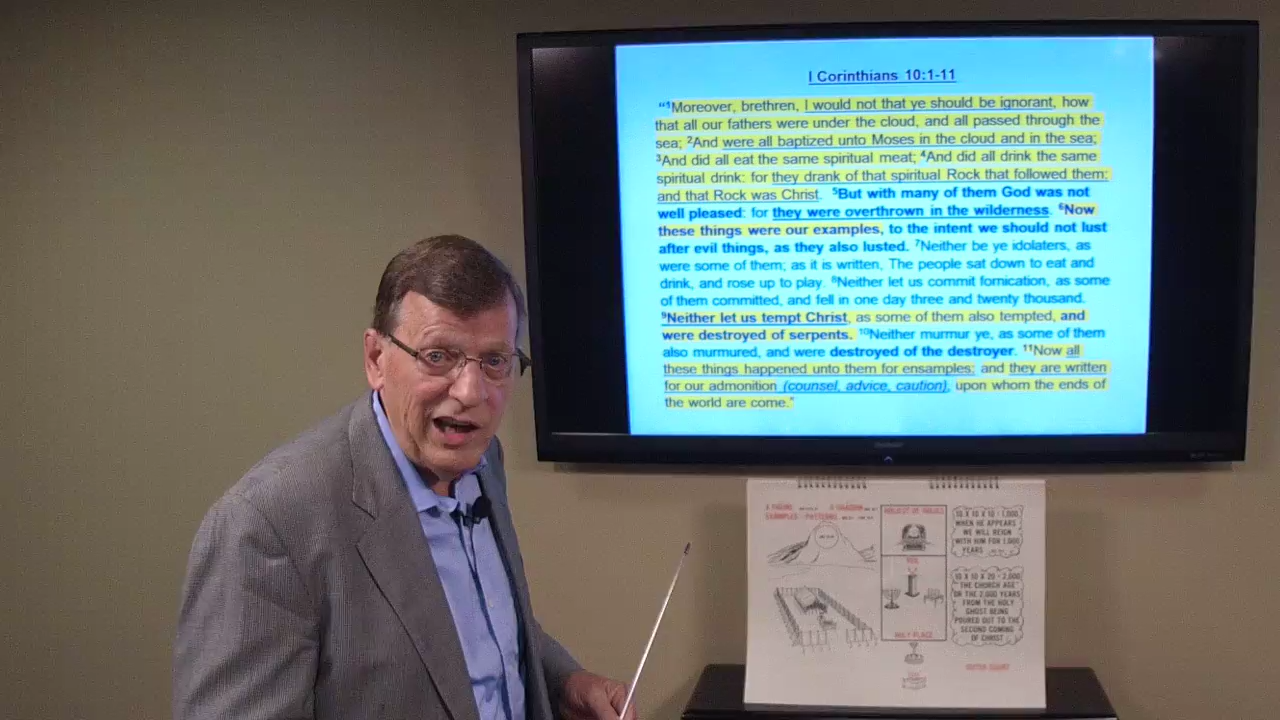 I Corinthians 10:1-11
“¹Moreover, brethren, I would not that ye should be ignorant, how
that all our fathers were under the cloud, and all passed through the
sea; ²And were all baptized unto Moses in the cloud and in the sea;
³And did all eat the same spiritual meat; ⁴And did all drink the same
spiritual drink: for they drank of that spiritual Rock that followed them:
and that Rock was Christ. ⁵But with many of them God was not
well pleased: for they were overthrown in the wilderness. ⁶Now
these things were our examples, to the intent we should not lust
after evil things, as they also lusted. ⁷Neither be ye idolaters, as
were some of them; as it is written, The people sat down to eat and
drink, and rose up to play. ⁸Neither let us commit fornication, as some
of them committed, and fell in one day three and twenty thousand.
⁹Neither let us tempt Christ, as some of them also tempted, and
were destroyed of serpents. ¹⁰Neither murmur ye, as some of them
also murmured, and were destroyed of the destroyer. ¹¹Now all
these things happened unto them for ensamples: and they are written
for our admonition (counsel, advice, caution), upon whom the ends of
the world are come.”
A FIGURE
A SHADOW
EXAMPLES - PATTERNS
HOLIEST OF HOLIES
VEIL
HOLY PLACE
10 X 10 X 10 - 1,000
WHEN HE APPEARS
WE WILL REIGN
WITH HIM FOR 1,000
YEARS
10 X 10 X 20 - 2,000
"THE CHURCH AGE"
OR THE 2,000 YEARS
FROM THE HOLY
GHOST BEING
POURED OUT TO THE
SECOND COMING
OF CHRIST
OUTER COURT